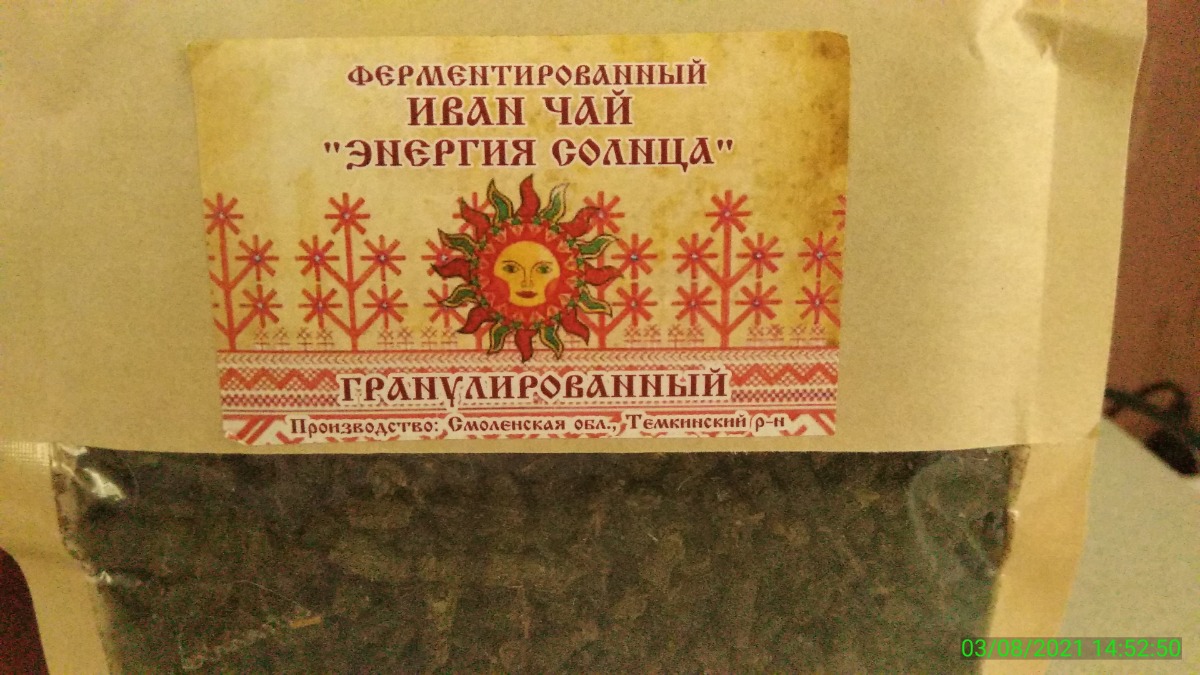 ФЕРМЕНТИРОВАННЫЙ
ИВАН ЧАЙ
"ЭНЕРГИЯ СОЛНЦА"
ГРАНУЛИРОВАННЫЙ
Производство: Смоленская обл., Темкинский р-н
03/08/2021 14:52:50